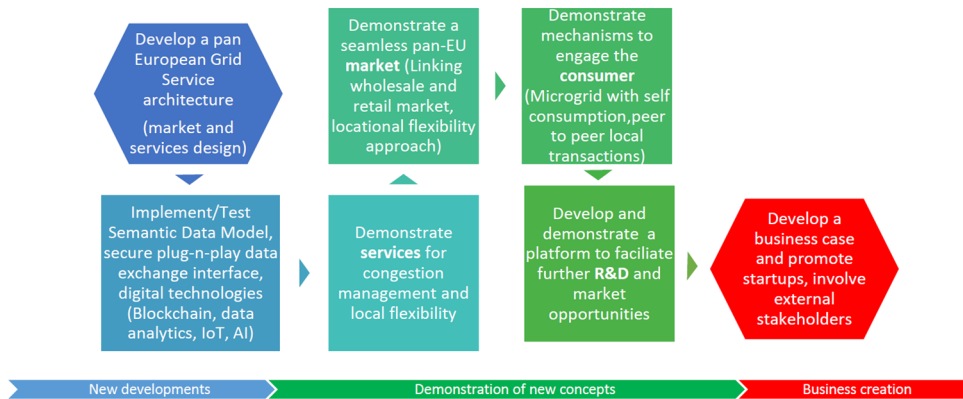 Develop a pan
European Grid
Service
architecture
(market and
services design)
Implement/Test
Semantic Data Model,
secure plug-n-play data
exchange interface,
digital technologies
(Blockchain, data
analytics, IoT, AI)
Demonstrate
services for
congestion
management and
local flexibility
Demonstrate a
seamless pan-EU
market (Linking
wholesale and
retail market,
locational flexibility
approach)
Demonstrate
mechanisms to
engage the
consumer
(Microgrid with self
consumption,peer
to peer local
transactions)
Develop and
demonstrate a
platform to faciliate
further R&D and
market
opportunities
Develop a
business case
and promote
startups, involve
external
stakeholders
New developments
Demonstration of new concepts
Business creation